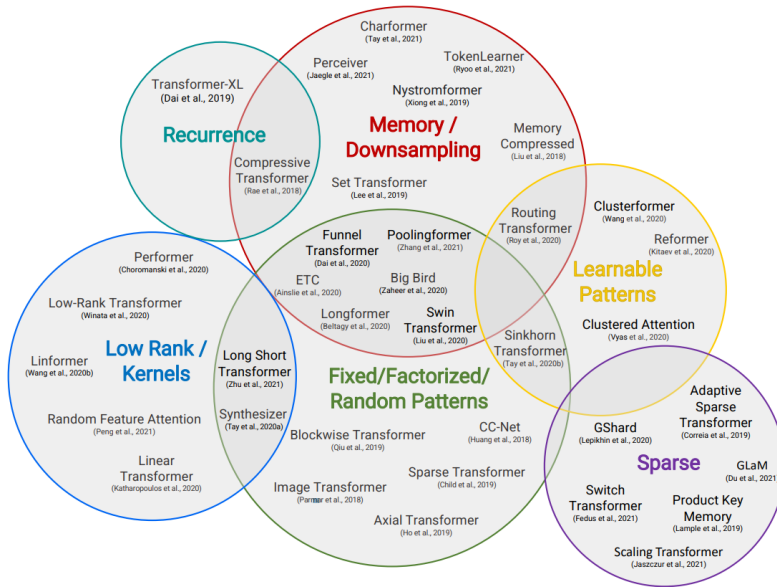 Charformer
(Tay et al., 2021)
TokenLearner
(Ryoo et al., 2021)
Perceiver
(Jaegle et al., 2021)
Nystromformer
(Xiong et al., 2019)
Transformer-XL
(Dai et al., 2019)
Recurrence
Memory /
Downsampling
Memory
Compressed
(Liu et al., 2018)
Compressive
Transformer
(Rae et al., 2018)
Set Transformer
(Lee et al., 2019)
Routing
Transformer
(Roy et al., 2020)
Clusterformer
(Wang et al., 2020)
Reformer
(Kitaev et al., 2020)
Learnable
Patterns
Clustered Attention
(Vyas et al., 2020)
Funnel
Transformer
(Dai et al., 2020)
Poolingformer
(Zhang et al., 2021)
ETC
(Ainslie et al., 2020)
Big Bird
(Zaheer et al., 2020)
Longformer
(Beltagy et al., 2020)
Swin
Transformer
(Liu et al., 2020)
Sinkhorn
Transformer
(Tay et al., 2020b)
Performer
(Choromanski et al., 2020)
Low-Rank Transformer
(Winata et al., 2020)
Linformer
(Wang et al., 2020b)
Low Rank /
Kernels
Long Short
Transformer
(Zhu et al., 2021)
Synthesizer
(Tay et al., 2020a)
Random Feature Attention
(Peng et al., 2021)
Linear
Transformer
(Katharopoulos et al., 2020)
Fixed/Factorized/
Random Patterns
Blockwise Transformer
(Qiu et al., 2019)
CC-Net
(Huang et al., 2018)
Sparse Transformer
(Child et al., 2019)
Image Transformer
(Parmar et al., 2018)
Axial Transformer
(Ho et al., 2019)
Adaptive
Sparse
Transformer
(Correia et al., 2019)
GShard
(Lepikhin et al., 2020)
Sparse
GLaM
(Du et al., 2021)
Switch
Transformer
(Fedus et al., 2021)
Product Key
Memory
(Lample et al., 2019)
Scaling Transformer
(Jaszczur et al., 2021)